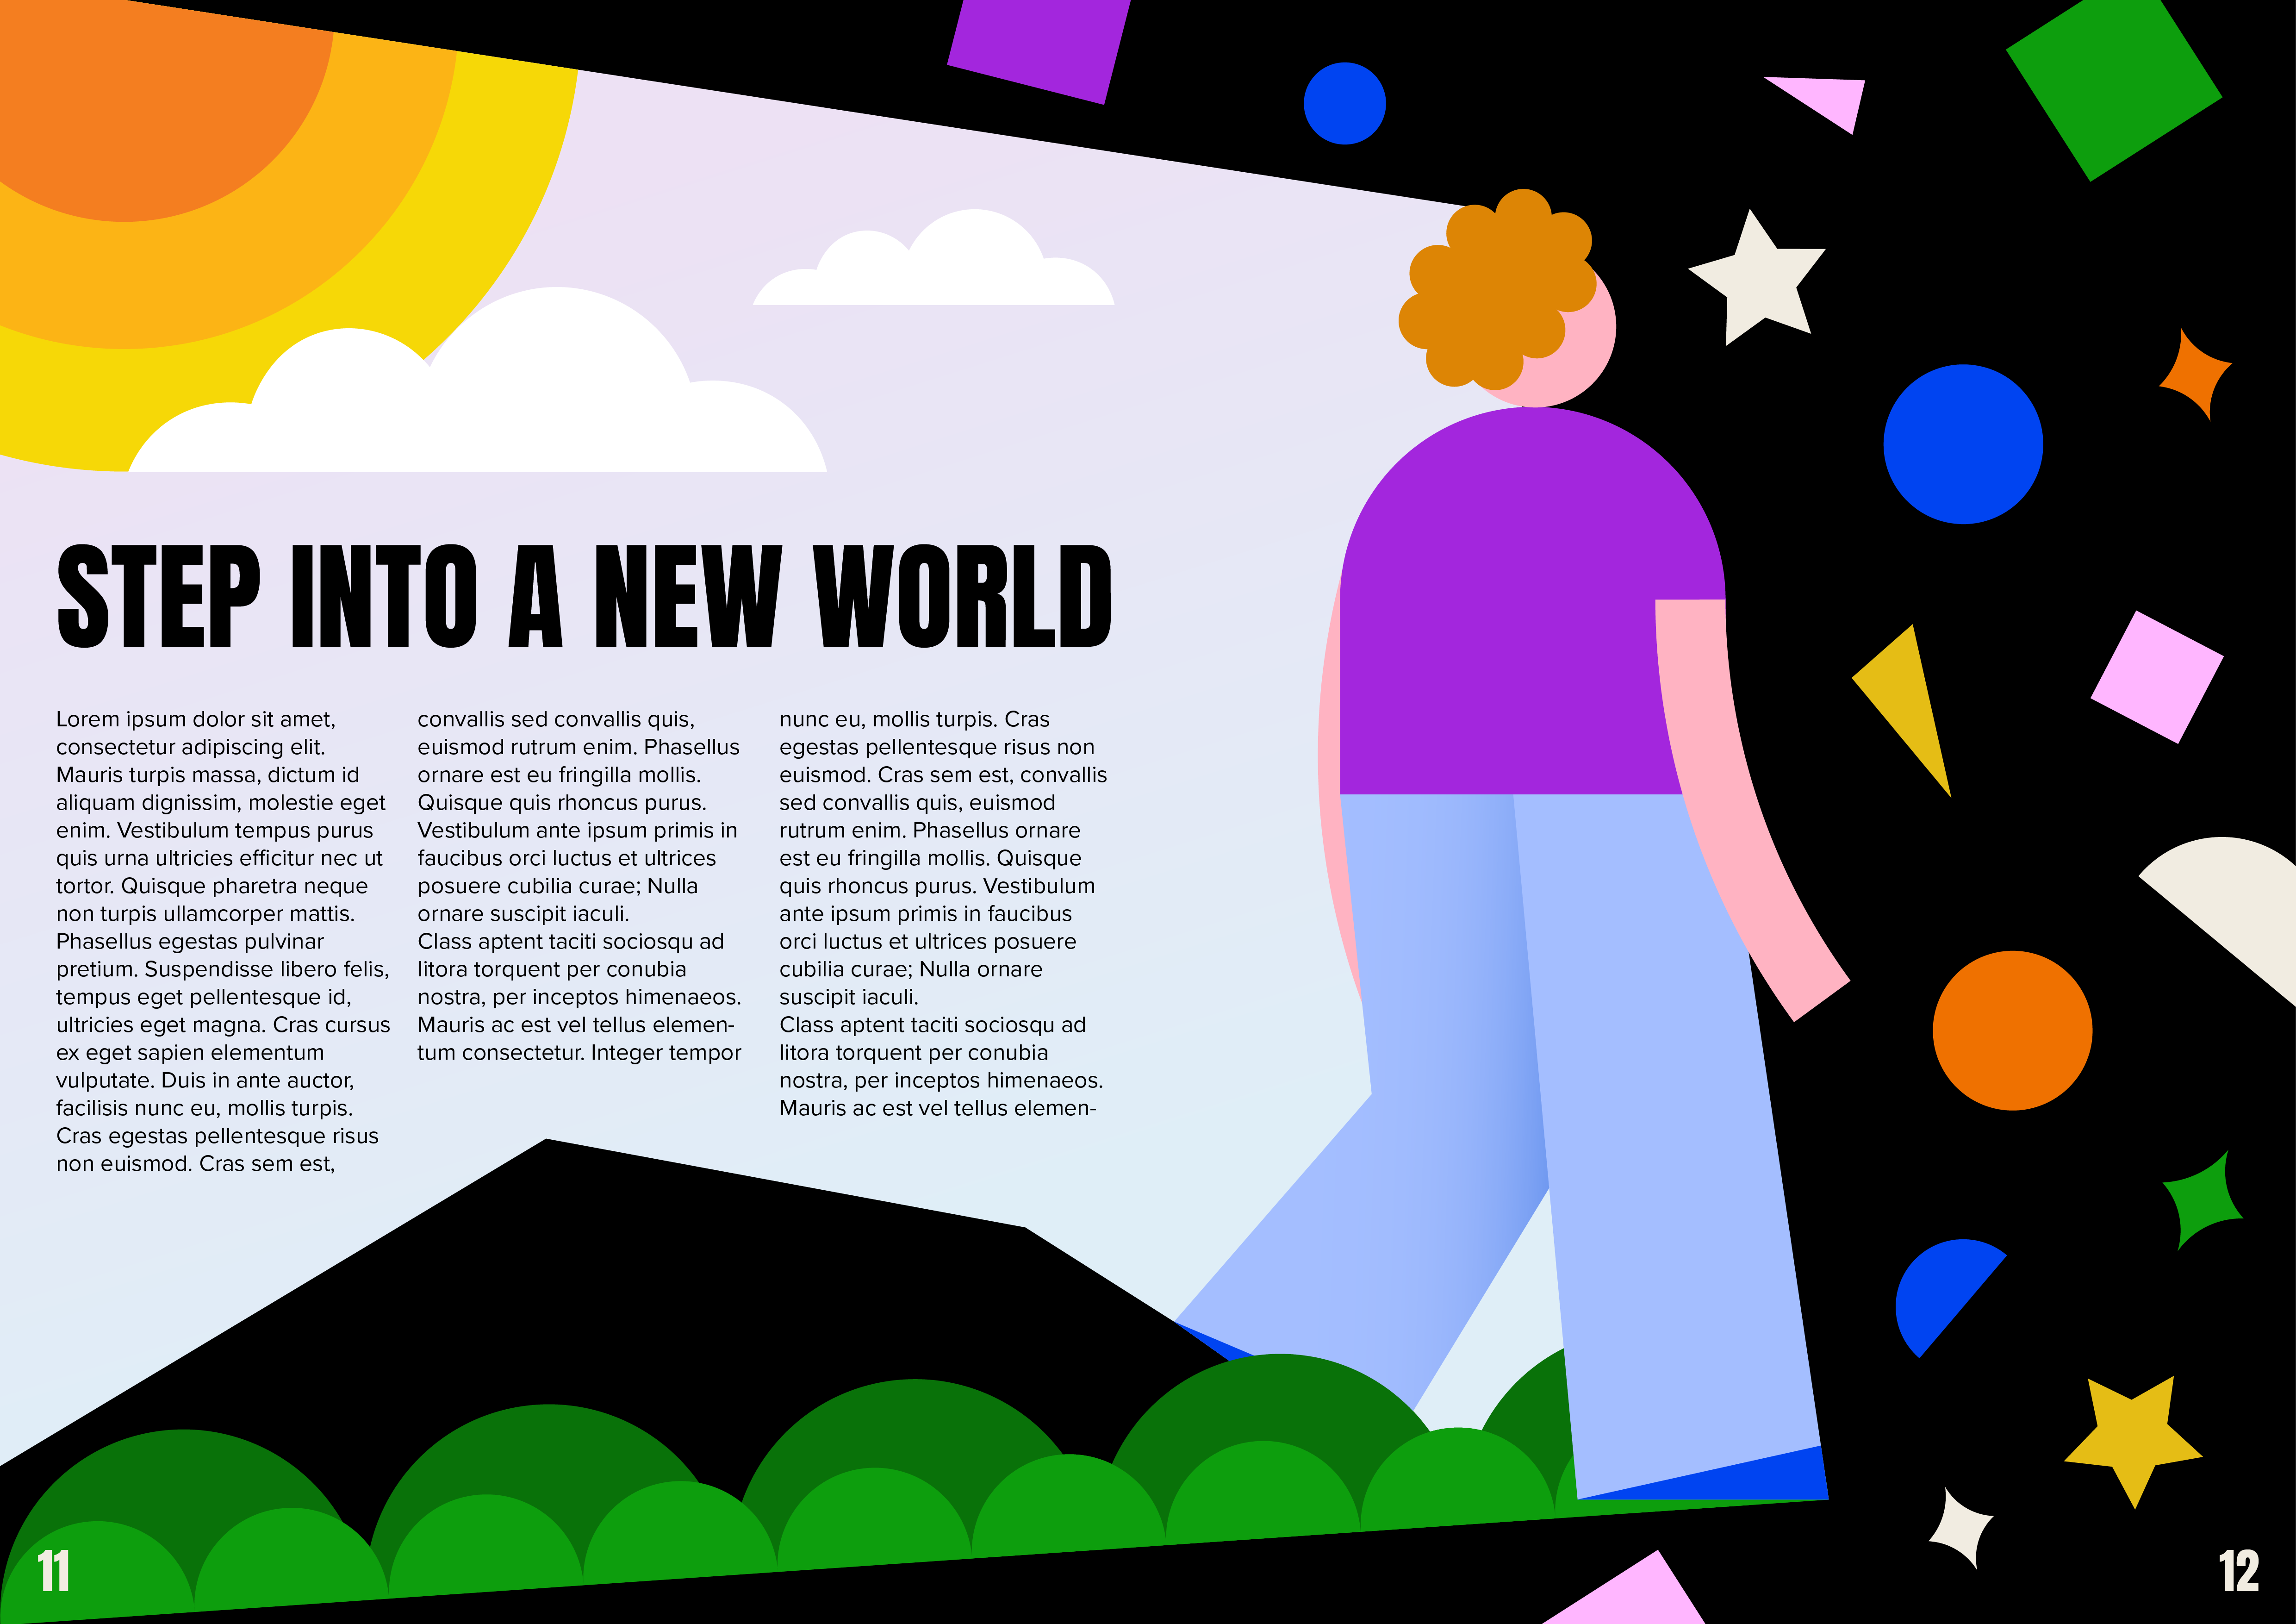 STEP INTO A NEW WORLD
Lorem ipsum dolor sit amet,
consectetur adipiscing elit.
Mauris turpis massa, dictum id
aliquam dignissim, molestie eget
enim. Vestibulum tempus purus
quis urna ultricies efficitur nec ut
tortor. Quisque pharetra neque
non turpis ullamcorper mattis.
Phasellus egestas pulvinar
pretium. Suspendisse libero felis,
tempus eget pellentesque id,
ultricies eget magna. Cras cursus
ex eget sapien elementum
vulputate. Duis in ante auctor,
facilisis nunc eu, mollis turpis.
Cras egestas pellentesque risus
non euismod. Cras sem est,
convallis sed convallis quis,
euismod rutrum enim. Phasellus
ornare est eu fringilla mollis.
Quisque quis rhoncus purus.
Vestibulum ante ipsum primis in
faucibus orci luctus et ultrices
posuere cubilia curae; Nulla
ornare suscipit iaculi.
Class aptent taciti sociosqu ad
litora torquent per conubia
nostra, per inceptos himenaeos.
Mauris ac est vel tellus elemen-
tum consectetur. Integer tempor
nunc eu, mollis turpis. Cras
egestas pellentesque risus non
euismod. Cras sem est, convallis
sed convallis quis, euismod
rutrum enim. Phasellus ornare
est eu fringilla mollis. Quisque
quis rhoncus purus. Vestibulum
ante ipsum primis in faucibus
orci luctus et ultrices posuere
cubilia curae; Nulla ornare
suscipit iaculi.
Class aptent taciti sociosqu ad
litora torquent per conubia
nostra, per inceptos himenaeos.
Mauris ac est vel tellus elemen-
11
12